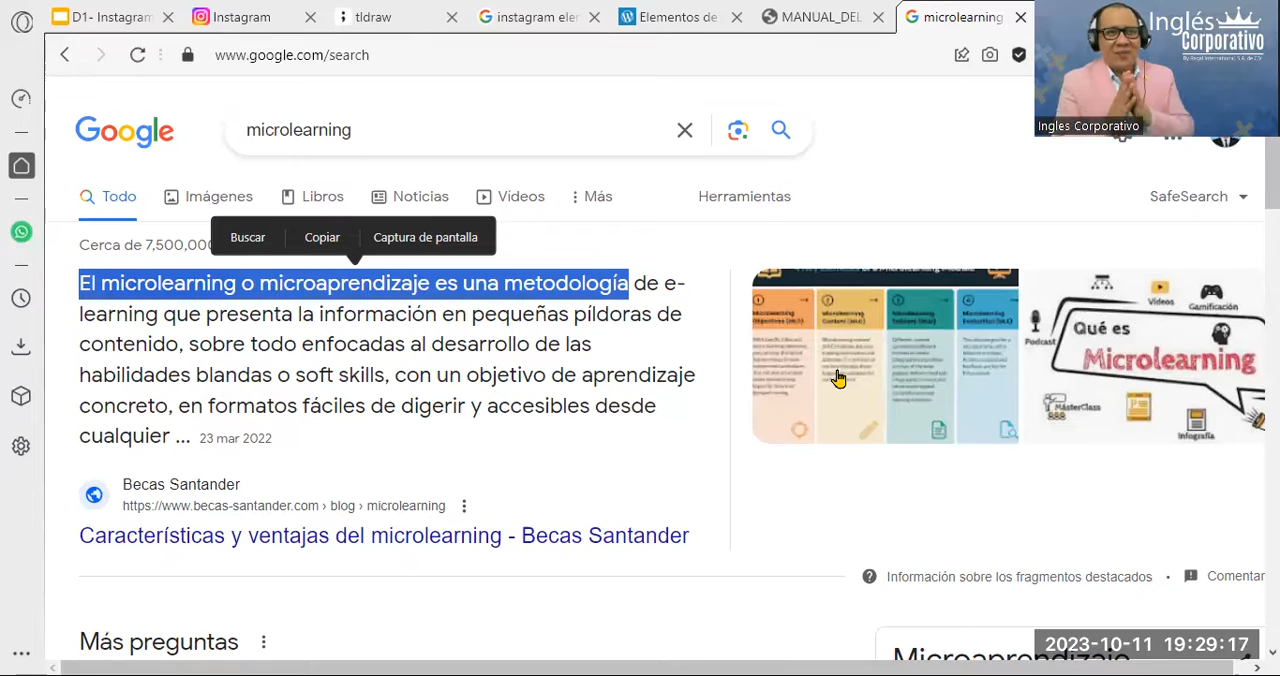 D1- Instagram
Instagram
tldraw
instagram eler
Elementos de
MANUAL_DEL
microlearning
www.google.com/search
Inglés
Corporativo
Ingles Corporativo
Google
microlearning
Todo
Imágenes
Libros
Noticias
Vídeos
Más
Herramientas
SafeSearch
Buscar
Copiar
Captura de pantalla
Cerca de 7,500,000
El microlearning o microaprendizaje es una metodología de e-
learning que presenta la información en pequeñas píldoras de
contenido, sobre todo enfocadas al desarrollo de las
habilidades blandas o soft skills, con un objetivo de aprendizaje
concreto, en formatos fáciles de digerir y accesibles desde
cualquier ... 23 mar 2022
Qué es
Microlearning
Podcast
Vídeos
Gamificación
MásterClass
Infografía
Becas Santander
https://www.becas-santander.com › blog › microlearning
Características y ventajas del microlearning - Becas Santander
Información sobre los fragmentos destacados
Comentar
Más preguntas
Microaprendizaje
2023-10-11 19:29:17